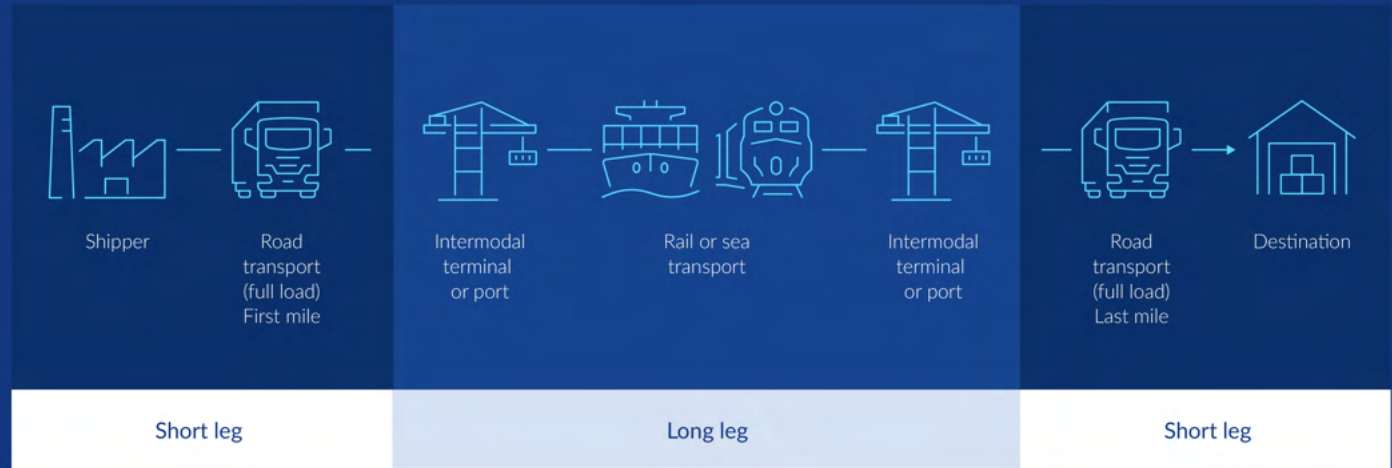 Shipper
Road
transport
(full load)
First mile
Intermodal
terminal
or port
Rail or sea
transport
Intermodal
terminal
or port
Road
transport
(full load)
Last mile
Destination
Short leg
Long leg
Short leg